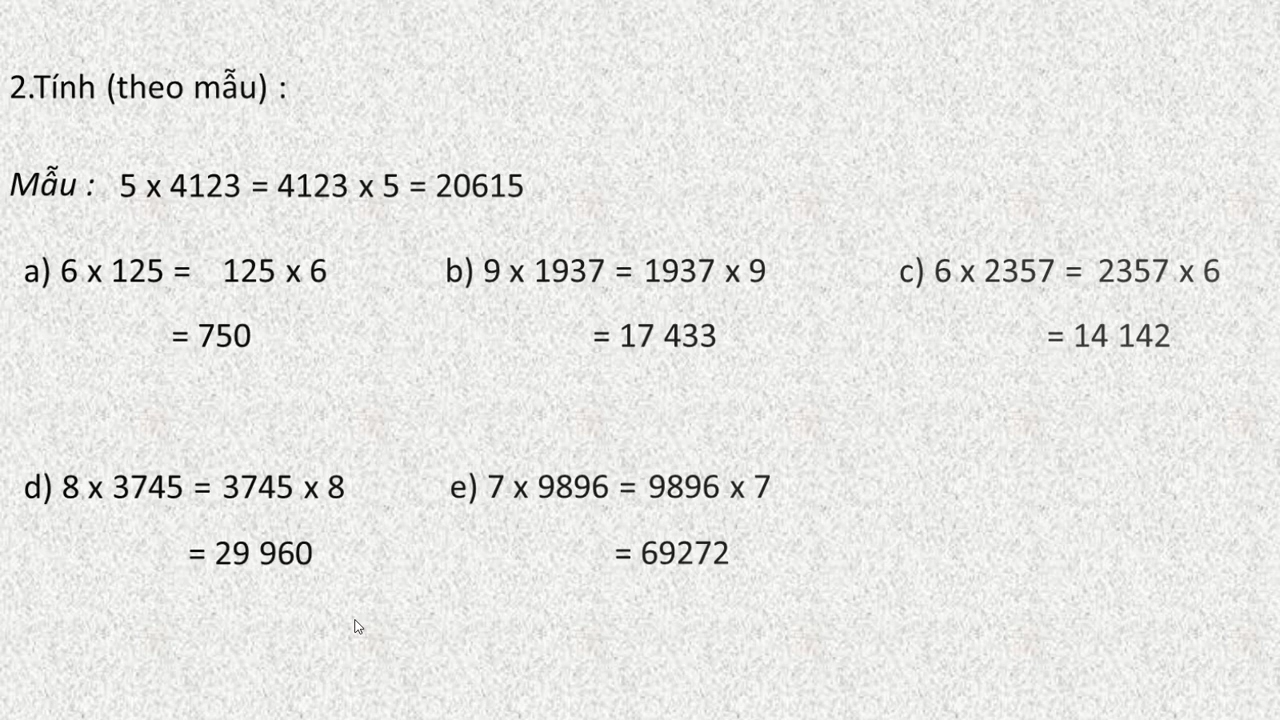 2.Tính (theo mẫu) :
Mẫu : 5 x 4123 = 4123 x 5 = 20615
a) 6 x 125 = 125 x 6
= 750
b) 9 x 1937 = 1937 x 9
= 17 433
c) 6 x 2357 = 2357 x 6
= 14 142
d) 8 x 3745 = 3745 x 8
= 29 960
e) 7 x 9896 = 9896 x 7
= 69272